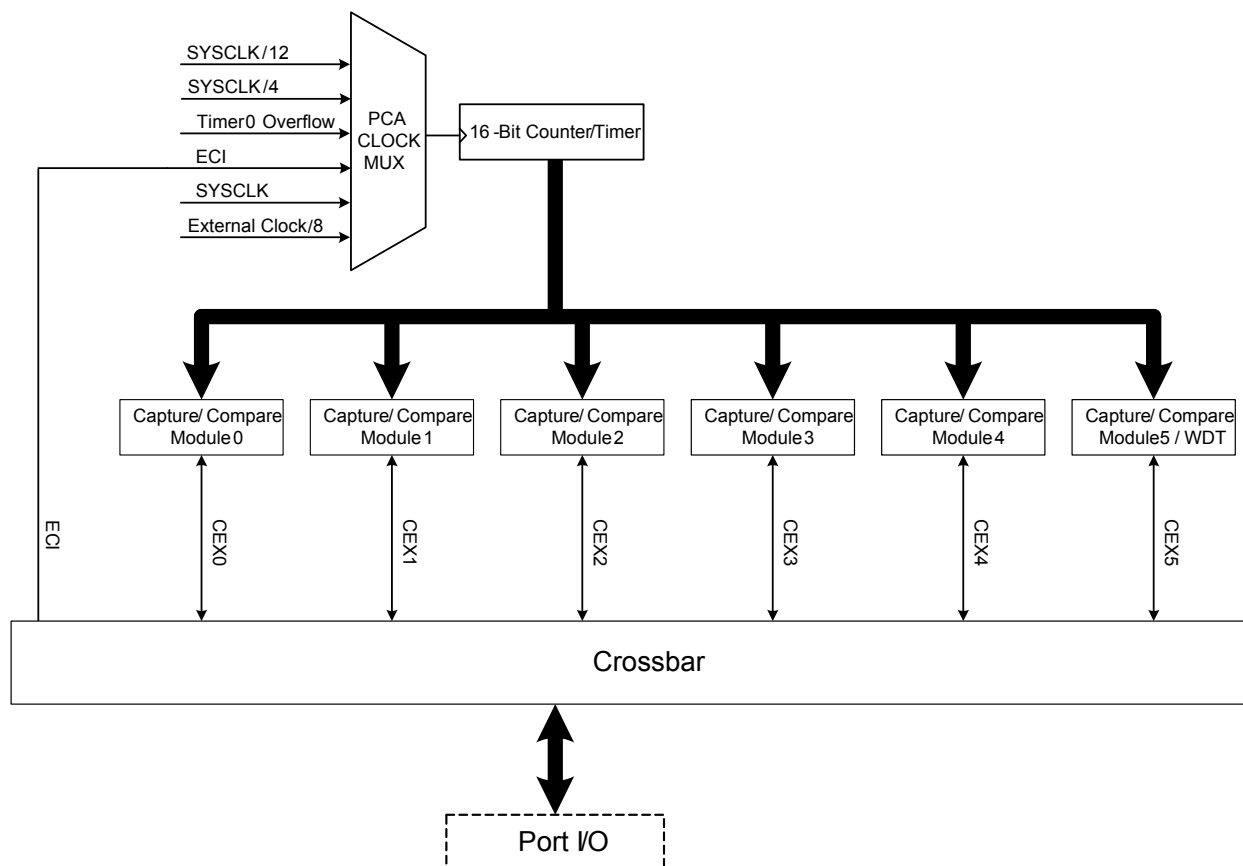 SYSCLK/12
SYSCLK/4
Timer0 Overflow
ECI
SYSCLK
External Clock/8
PCA
CLOCK
MUX
16-Bit Counter/Timer
Capture/Compare
Module0
Capture/Compare
Module1
Capture/Compare
Module2
Capture/Compare
Module3
Capture/Compare
Module4
Capture/Compare
Module5 / WDT
ECI
CEX0
CEX1
CEX2
CEX3
CEX4
CEX5
Crossbar
Port I/O